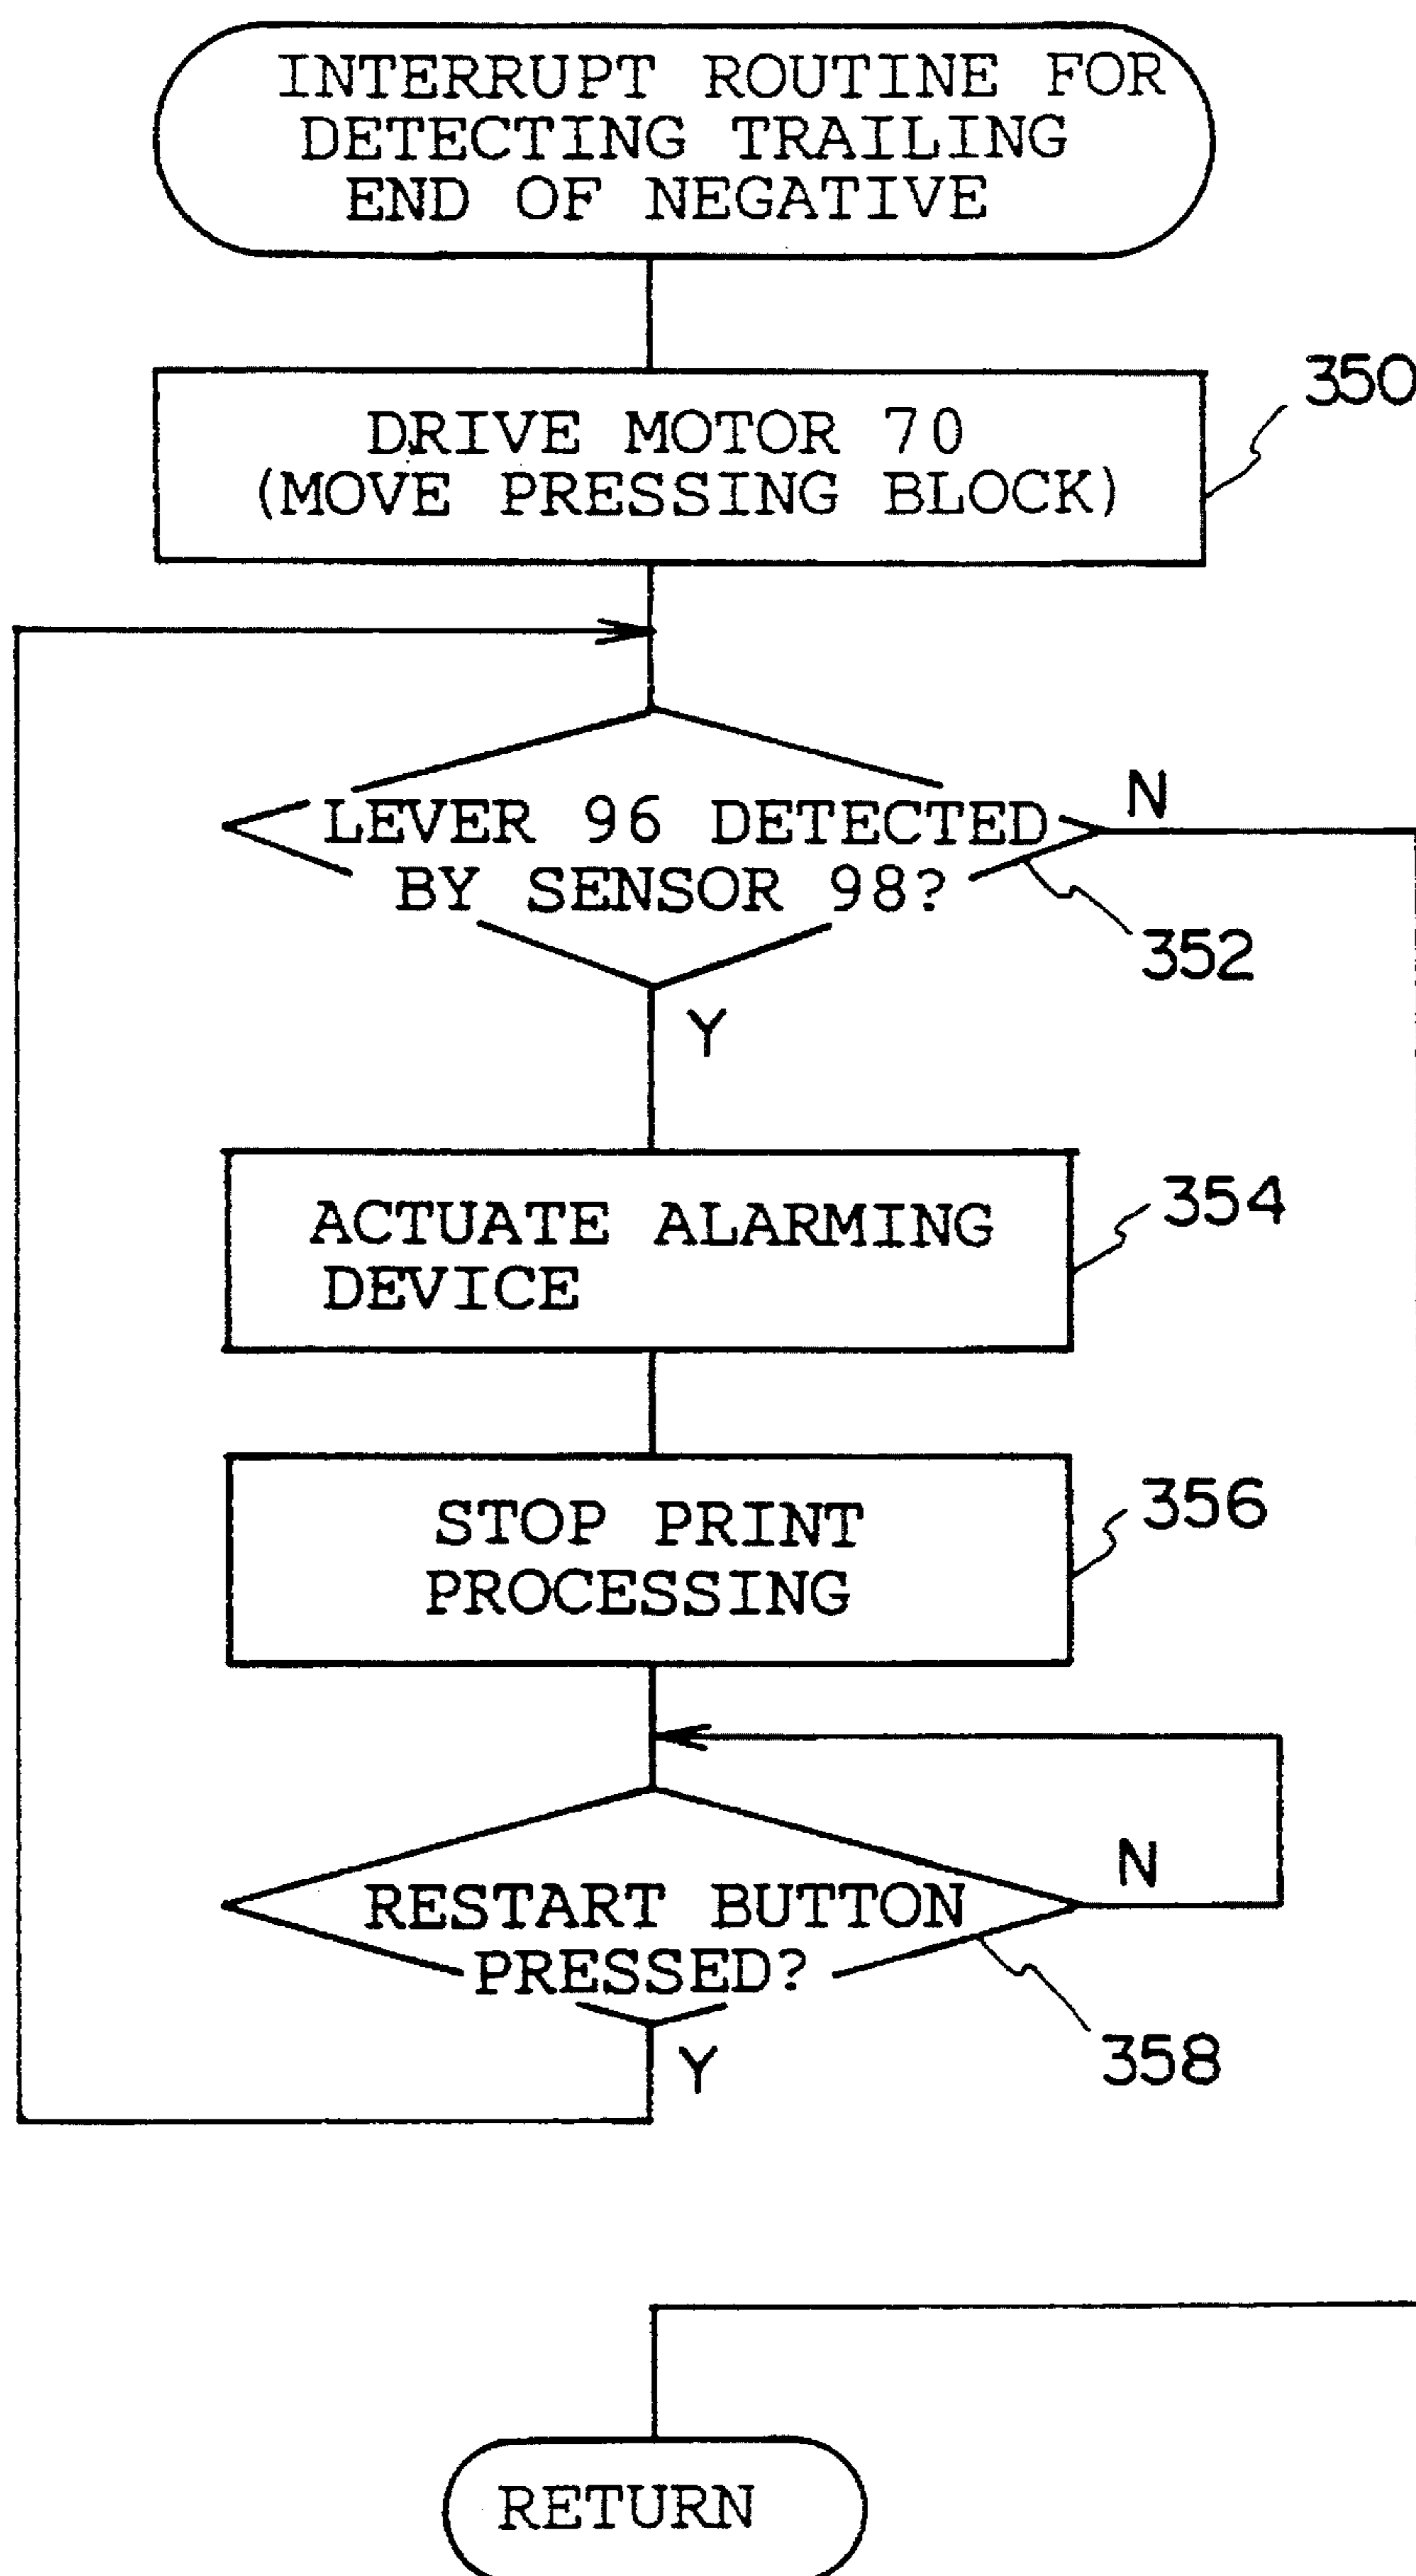 INTERRUPT ROUTINE FOR
DETECTING TRAILING
END OF NEGATIVE
350
DRIVE MOTOR 70
(MOVE PRESSING BLOCK)
N
LEVER 96 DETECTED
BY SENSOR 98?
352
Y
354
ACTUATE ALARMING
DEVICE
356
STOP PRINT
PROCESSING
N
RESTART BUTTON
PRESSED?
358
Y
RETURN